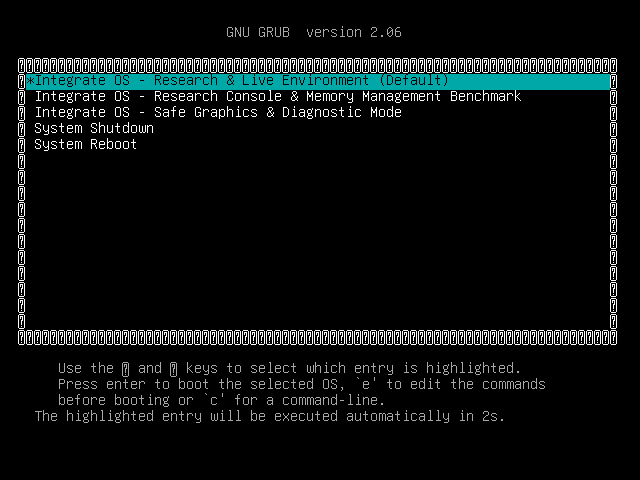 GNU GRUB version 2.06
*Integrate OS - Research & Live Environment (Default)
Integrate OS - Research Console & Memory Management Benchmark
Integrate OS - Safe Graphics & Diagnostic Mode
System Shutdown
System Reboot
Use the ? and ? keys to select which entry is highlighted.
Press enter to boot the selected OS, `e' to edit the commands
before booting or `c' for a command-line.
The highlighted entry will be executed automatically in 2s.